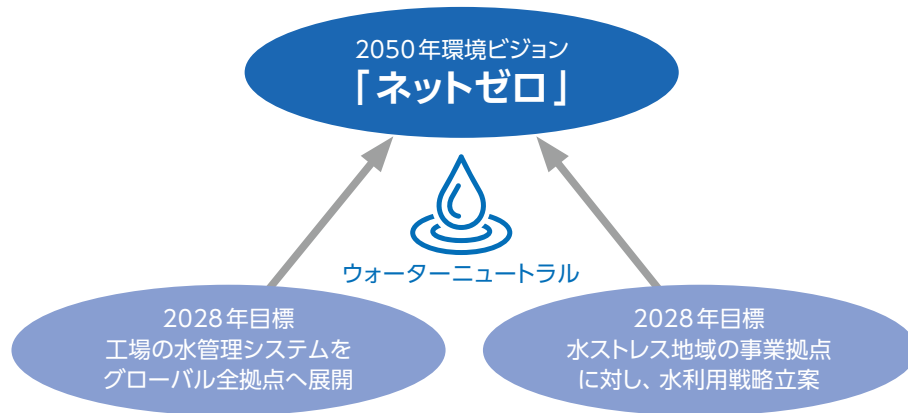 2050年環境ビジョン
「ネットゼロ」
ウォーターニュートラル
2028年目標
工場の水管理システムを
グローバル全拠点へ展開
2028年目標
水ストレス地域の事業拠点
に対し、水利用戦略立案